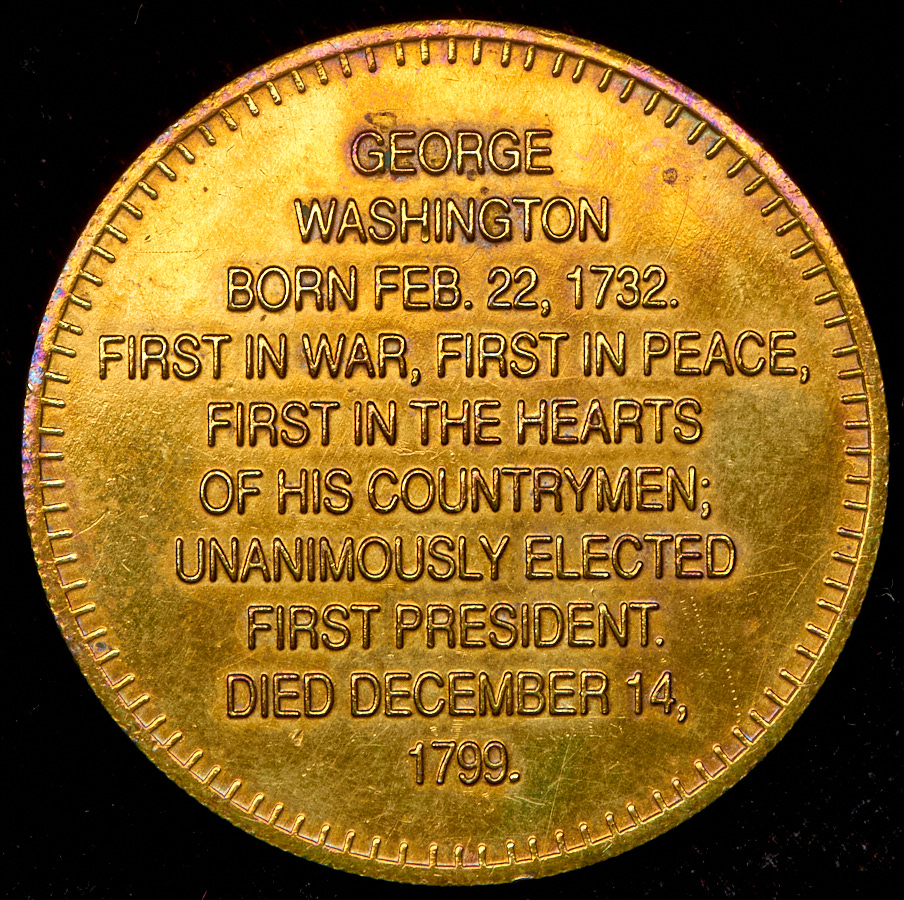 GEORGE
WASHINGTON
BORN FEB. 22, 1732.
FIRST IN WAR, FIRST IN PEACE,
FIRST IN THE HEARTS
OF HIS COUNTRYMEN;
UNANIMOUSLY ELECTED
FIRST PRESIDENT.
DIED DECEMBER 14,
1799.